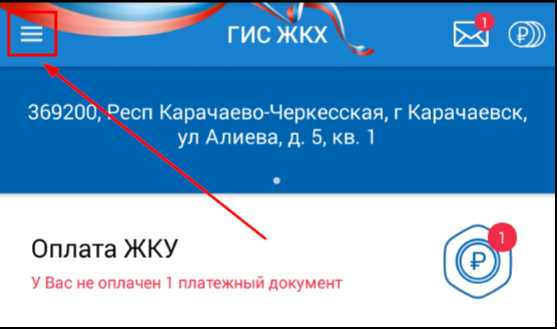 ГИС ЖКХ
1
369200, Респ Карачаево-Черкесская, г Карачаевск,
ул Алиева, д. 5, кв. 1
Оплата ЖКУ
1
У Вас не оплачен 1 платежный документ